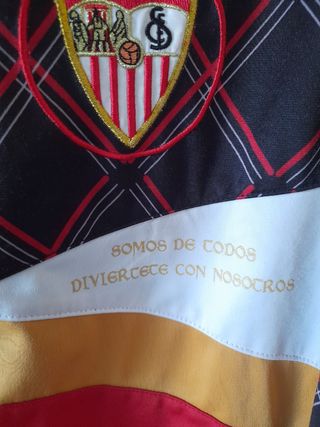 SOMOS DE TODOS
DIVIERTETE CON NOSOTROS